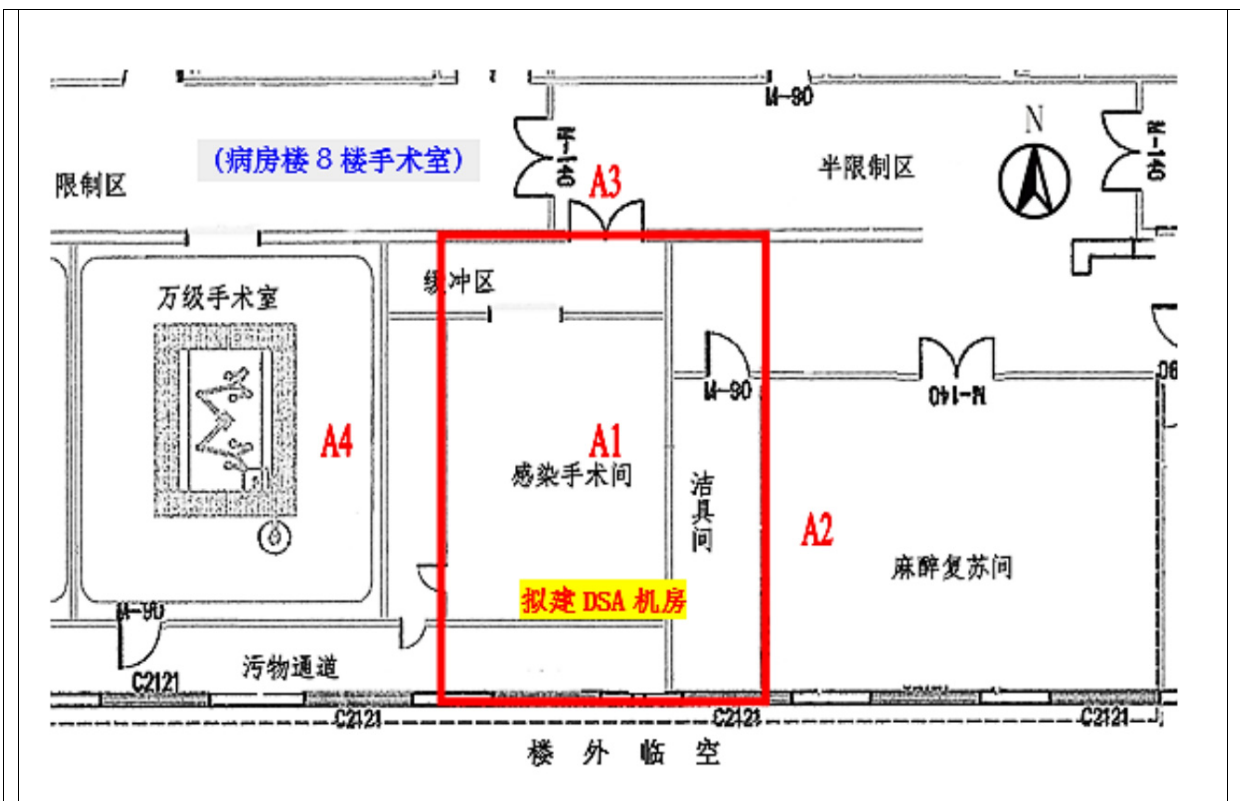 M-90
N
(病房楼 8 楼手术室)
M-140
M-140
限制区
A3
半限制区
缓冲区
万级手术室
M-90
M-140
90
A4
A1
感染手术间
洁具间
A2
麻醉复苏间
拟建 DSA 机房
M-90
污物通道
C2121
C2121
C2121
C2121
楼外临空